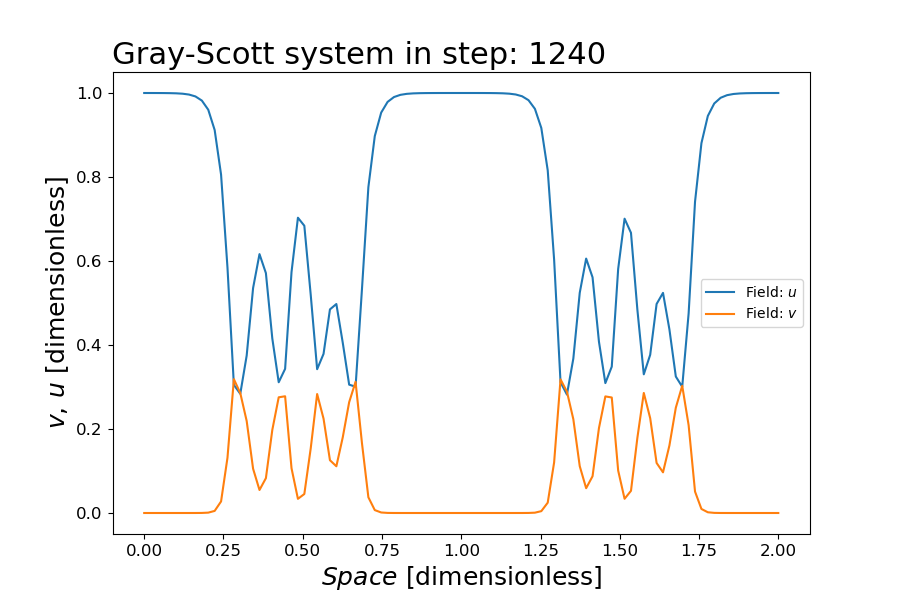 Gray-Scott system in step: 1240
v, u [dimensionless]
1.0
0.8
0.6
0.4
0.2
0.0
Field: u
Field: v
0.00 0.25 0.50 0.75 1.00 1.25 1.50 1.75 2.00
Space [dimensionless]